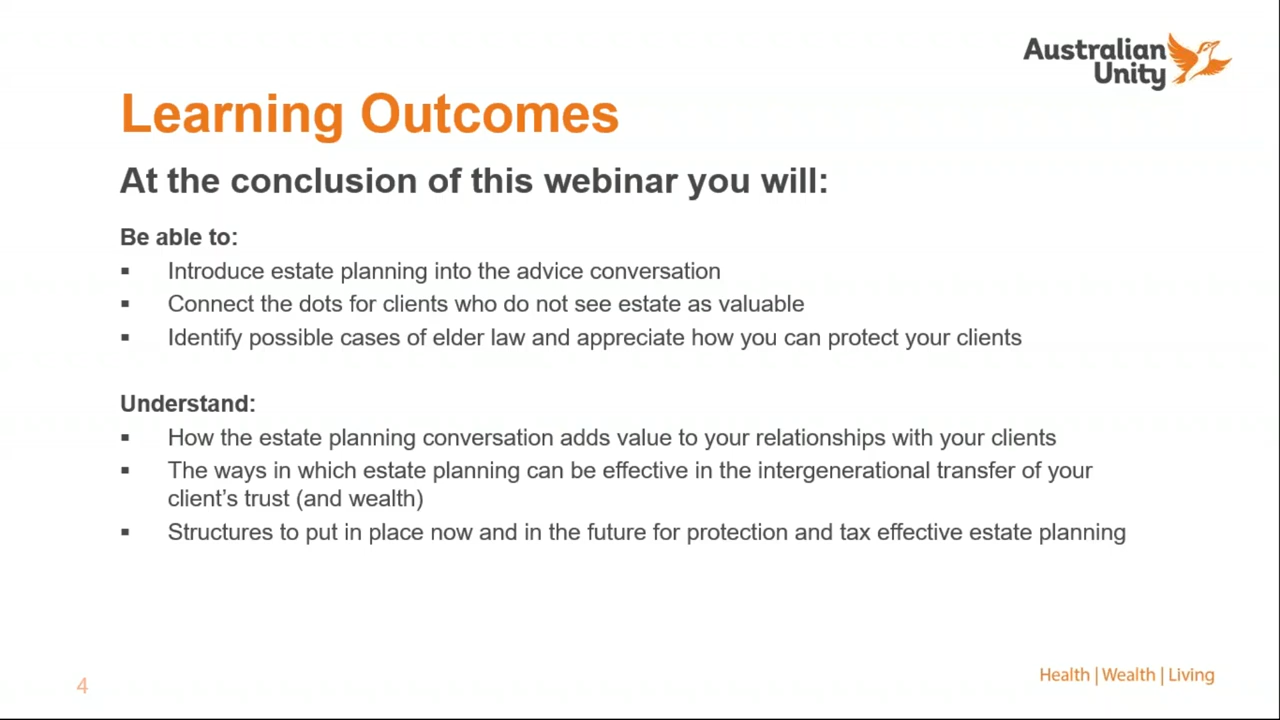 Australian
Unity
Learning Outcomes
At the conclusion of this webinar you will:
Be able to:
▪ Introduce estate planning into the advice conversation
▪ Connect the dots for clients who do not see estate as valuable
▪ Identify possible cases of elder law and appreciate how you can protect your clients
Understand:
▪ How the estate planning conversation adds value to your relationships with your clients
▪ The ways in which estate planning can be effective in the intergenerational transfer of your
client’s trust (and wealth)
▪ Structures to put in place now and in the future for protection and tax effective estate planning
4
Health | Wealth | Living